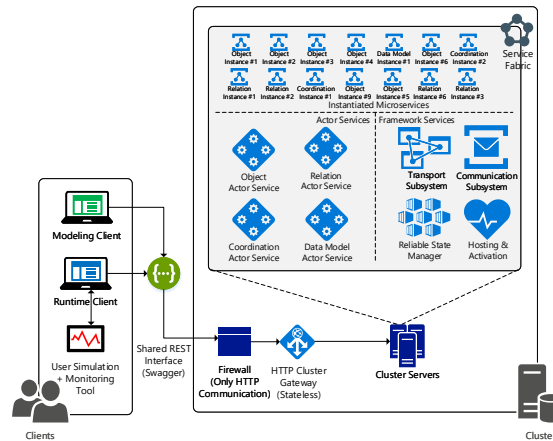 Service
Fabric
Object
Instance #1
Object
Instance #2
Object
Instance #3
Object
Instance #4
Data Model
Instance #1
Object
Instance #6
Coordination
Instance #2
Relation
Instance #1
Relation
Instance #2
Coordination
Instance #1
Object
Instance #9
Object
Instance #5
Relation
Instance #6
Relation
Instance #3
Instantiated Microservices
Actor Services
Framework Services
Object
Actor Service
Relation
Actor Service
Transport
Subsystem
Communication
Subsystem
Coordination
Actor Service
Data Model
Actor Service
Reliable State
Manager
Hosting &
Activation
Modeling Client
Runtime Client
{...}
User Simulation
+ Monitoring
Tool
Shared REST
Interface
(Swagger)
Firewall
(Only HTTP
Communication)
HTTP Cluster
Gateway
(Stateless)
Cluster Servers
Clients
Cluster